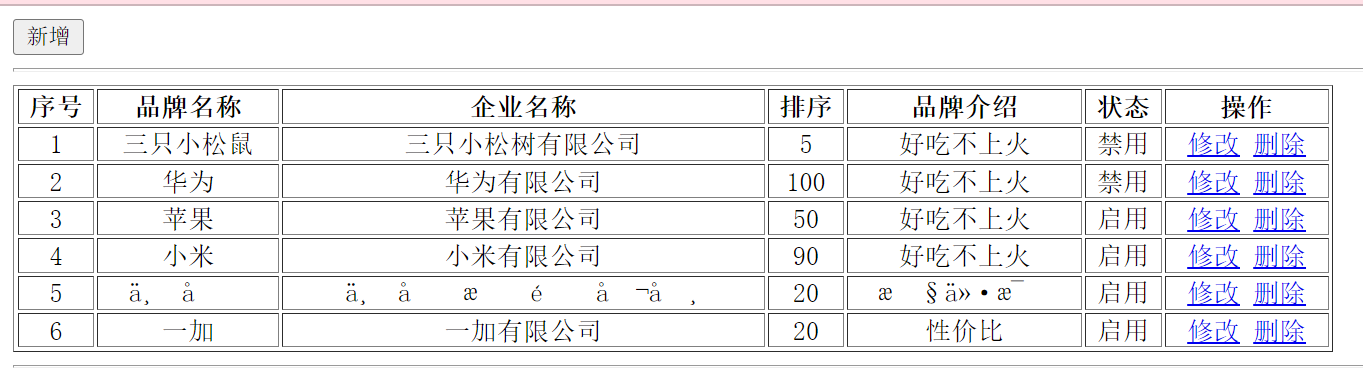 新增
序号 品牌名称 企业名称 排序 品牌介绍 状态 操作
1 三只小松鼠 三只小松树有限公司 5 好吃不上火 禁用 修改 删除
2 华为 华为有限公司 100 好吃不上火 禁用 修改 删除
3 苹果 苹果有限公司 50 好吃不上火 启用 修改 删除
4 小米 小米有限公司 90 好吃不上火 启用 修改 删除
5 ä¸ å ä¸ å æ é å ¬å ¸ 20 æ §ä»·æ¯ 启用 修改 删除
6 一加 一加有限公司 20 性价比 启用 修改 删除